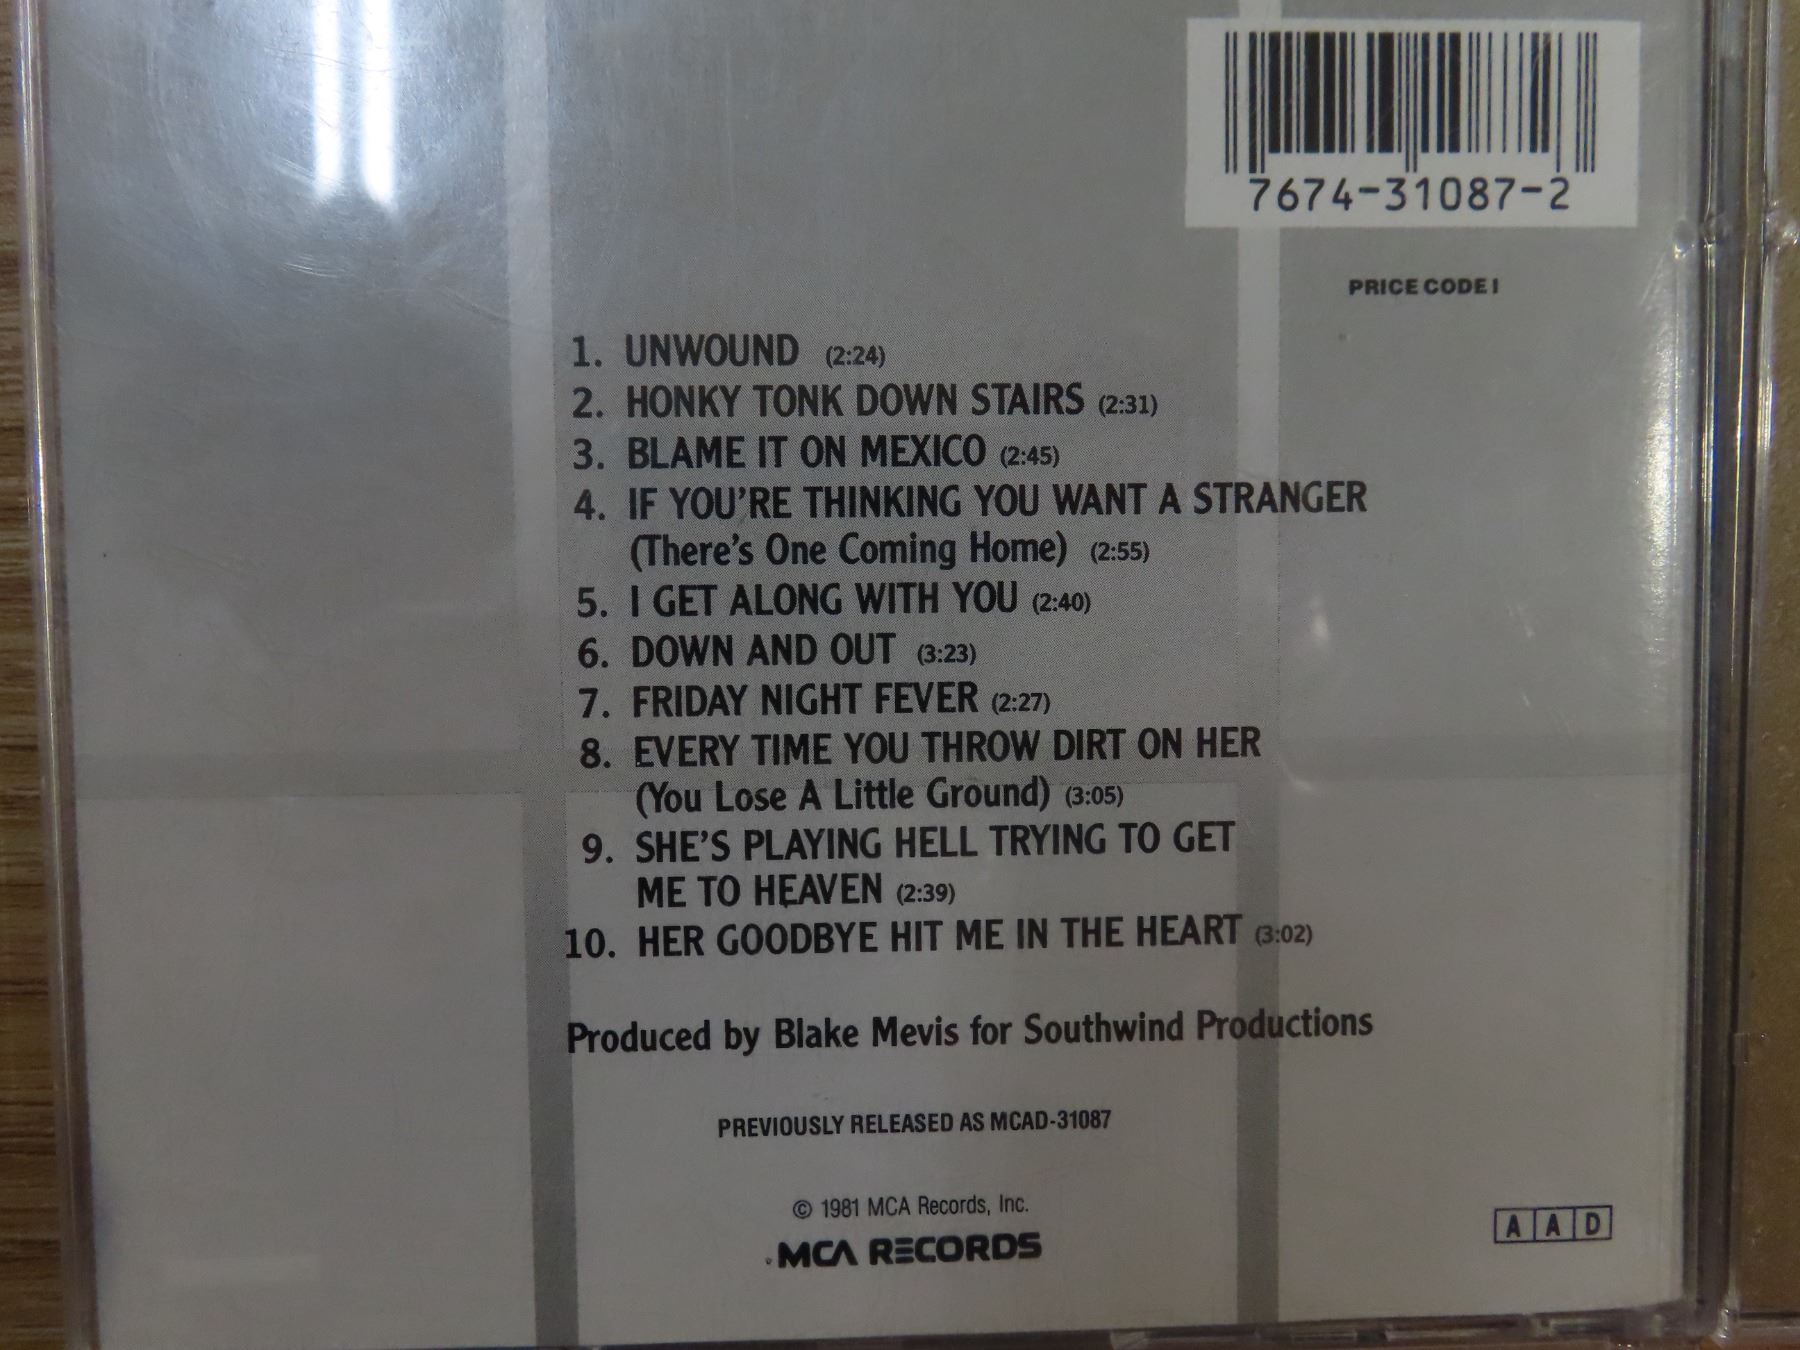 7674-31087-2
PRICE CODE I
1. UNWOUND (2:24)
2. HONKY TONK DOWN STAIRS (2:31)
3. BLAME IT ON MEXICO (2:45)
4. IF YOU'RE THINKING YOU WANT A STRANGER
(There's One Coming Home) (2:55)
5. I GET ALONG WITH YOU (2:40)
6. DOWN AND OUT (3:23)
7. FRIDAY NIGHT FEVER (2:27)
8. EVERY TIME YOU THROW DIRT ON HER
(You Lose A Little Ground) (3:05)
9. SHE'S PLAYING HELL TRYING TO GET
ME TO HEAVEN (2:39)
10. HER GOODBYE HIT ME IN THE HEART (3:02)
Produced by Blake Mevis for Southwind Productions
PREVIOUSLY RELEASED AS MCAD-31087
© 1981 MCA Records, Inc.
MCA RECORDS
A A D